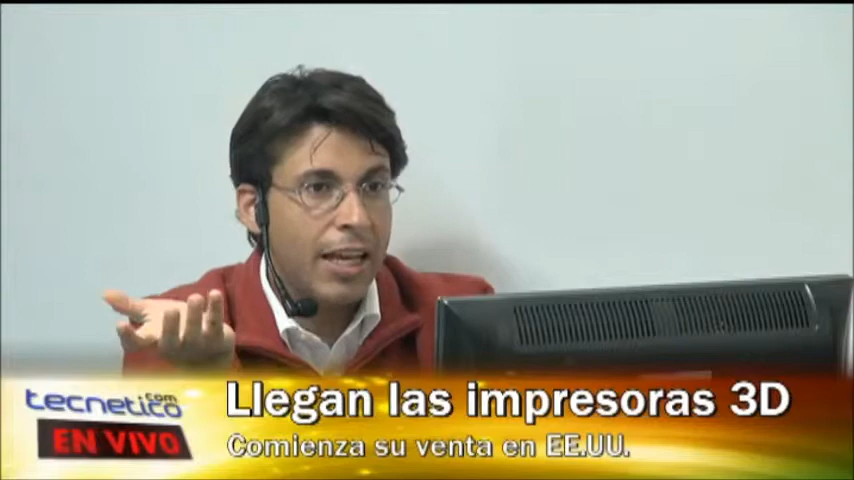 Llegan las impresoras 3D
tecnetico.com
EN VIVO
Comienza su venta en EE.UU.